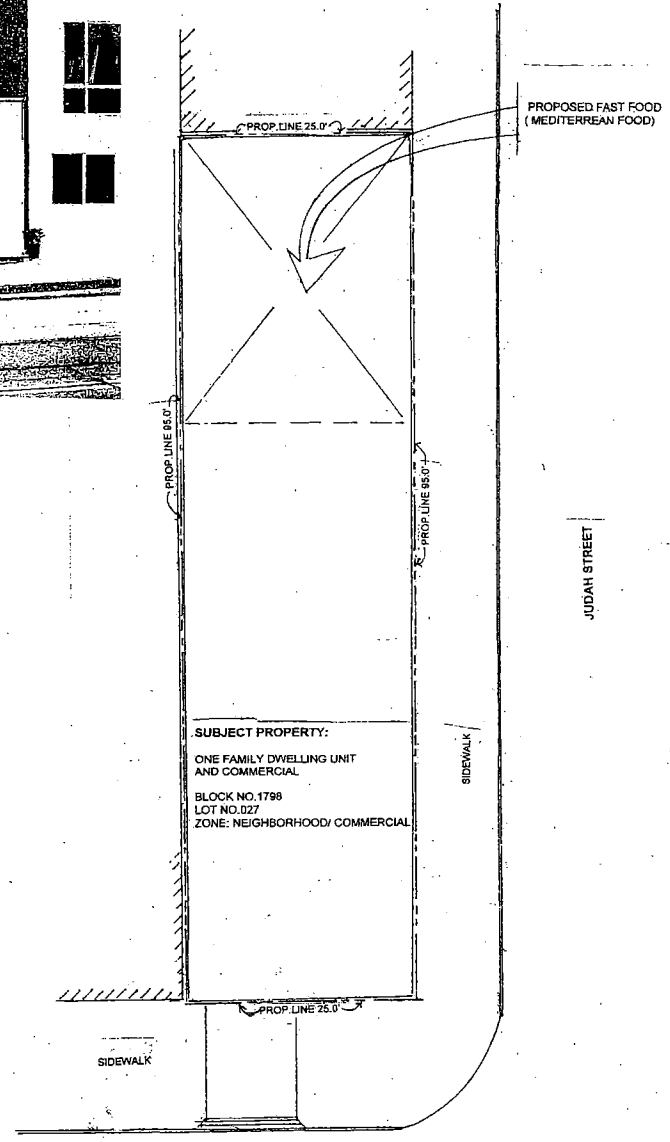 PROP.LINE 25.0'
PROPOSED FAST FOOD
( MEDITERREAN FOOD)
PROP.LINE 95.0'
PROP.LINE 95.0'
JUDAH STREET
SUBJECT PROPERTY:
ONE FAMILY DWELLING UNIT
AND COMMERCIAL
BLOCK NO.1798
LOT NO.027
ZONE: NEIGHBORHOOD/ COMMERCIAL
SIDEWALK
PROP.LINE 25.0'
SIDEWALK